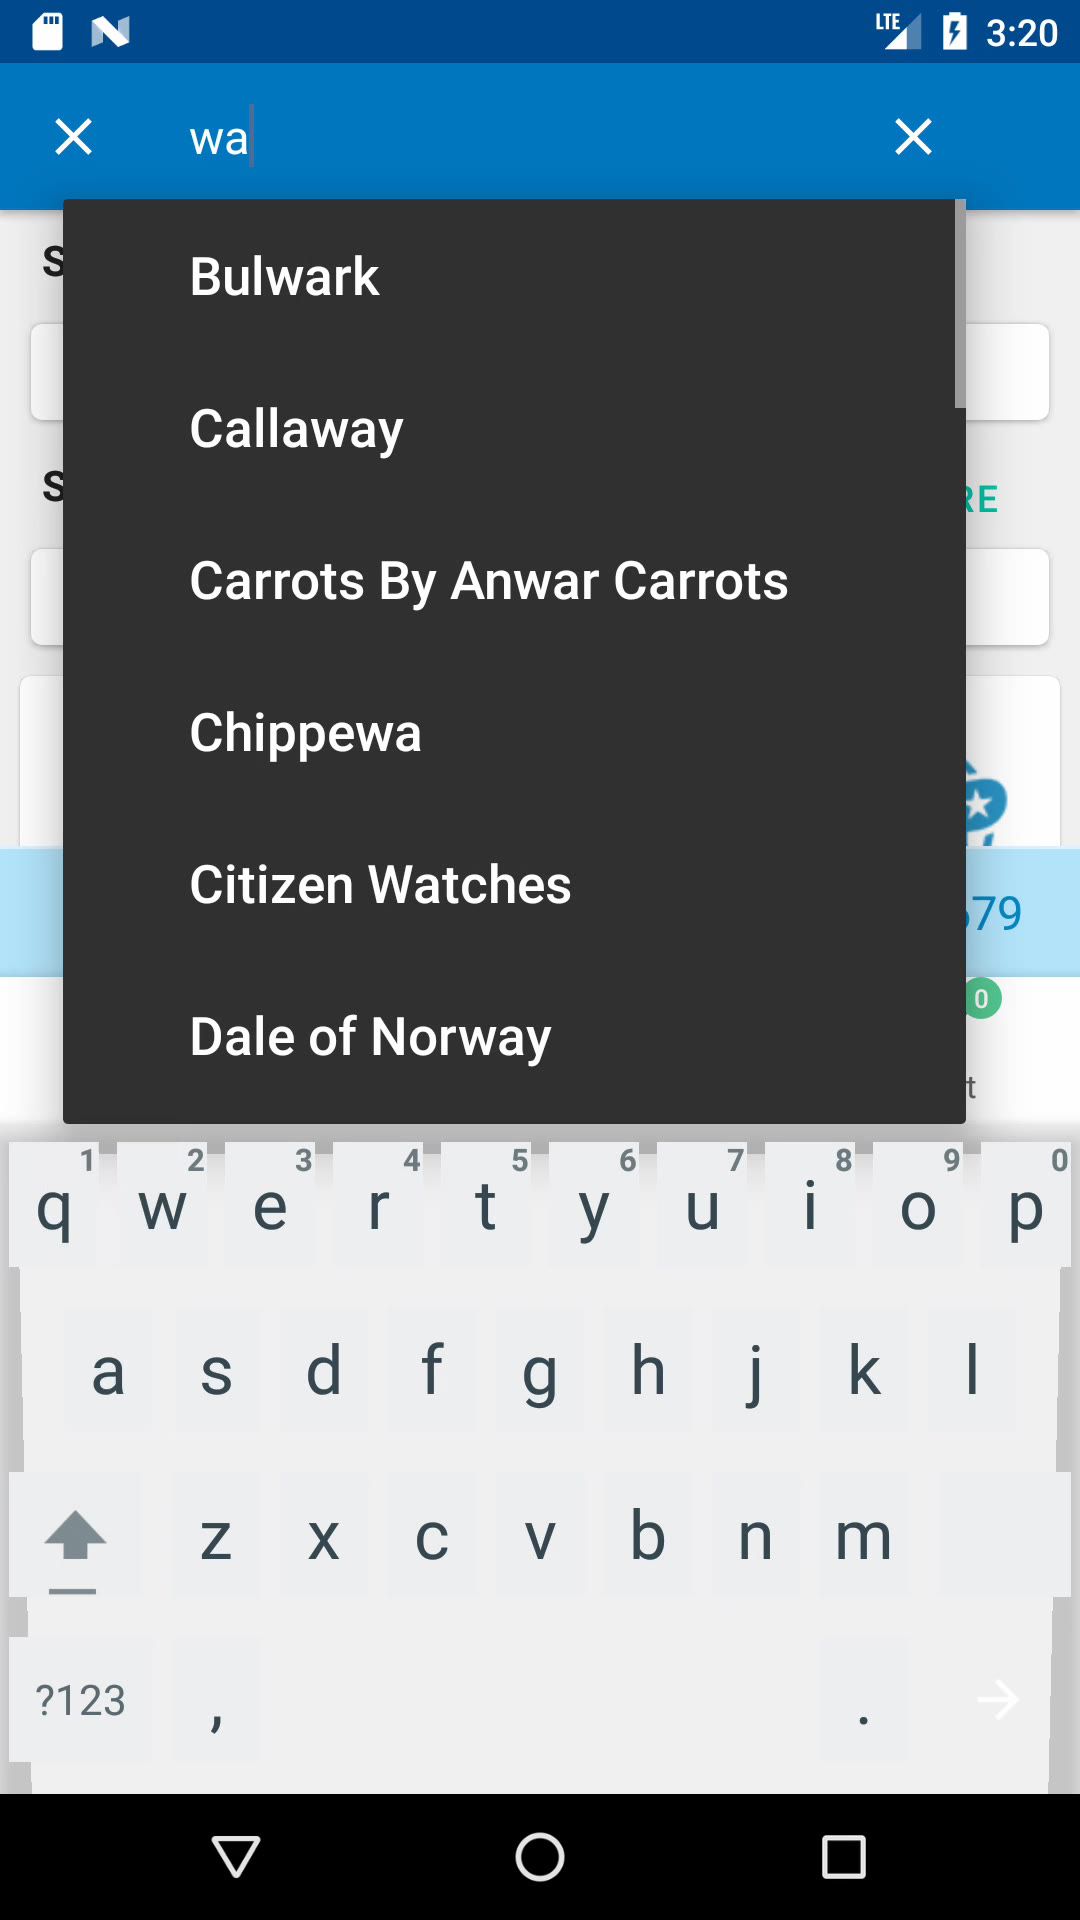 LTE 3:20
wa
Bulwark
Callaway
Carrots By Anwar Carrots
Chippewa
Citizen Watches
Dale of Norway
S
S
RE
679
0
t
1 2 3 4 5 6 7 8 9 0
q w e r t y u i o p
a s d f g h j k l
z x c v b n m
?123 , .